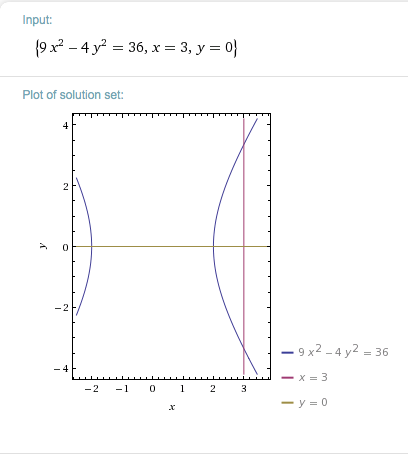 Input:
{9 x² – 4 y² = 36, x = 3, y = 0}
Plot of solution set:
4
2
0
−2
−4
y
−2 −1 0 1 2 3
x
9 x² – 4 y² = 36
x = 3
y = 0